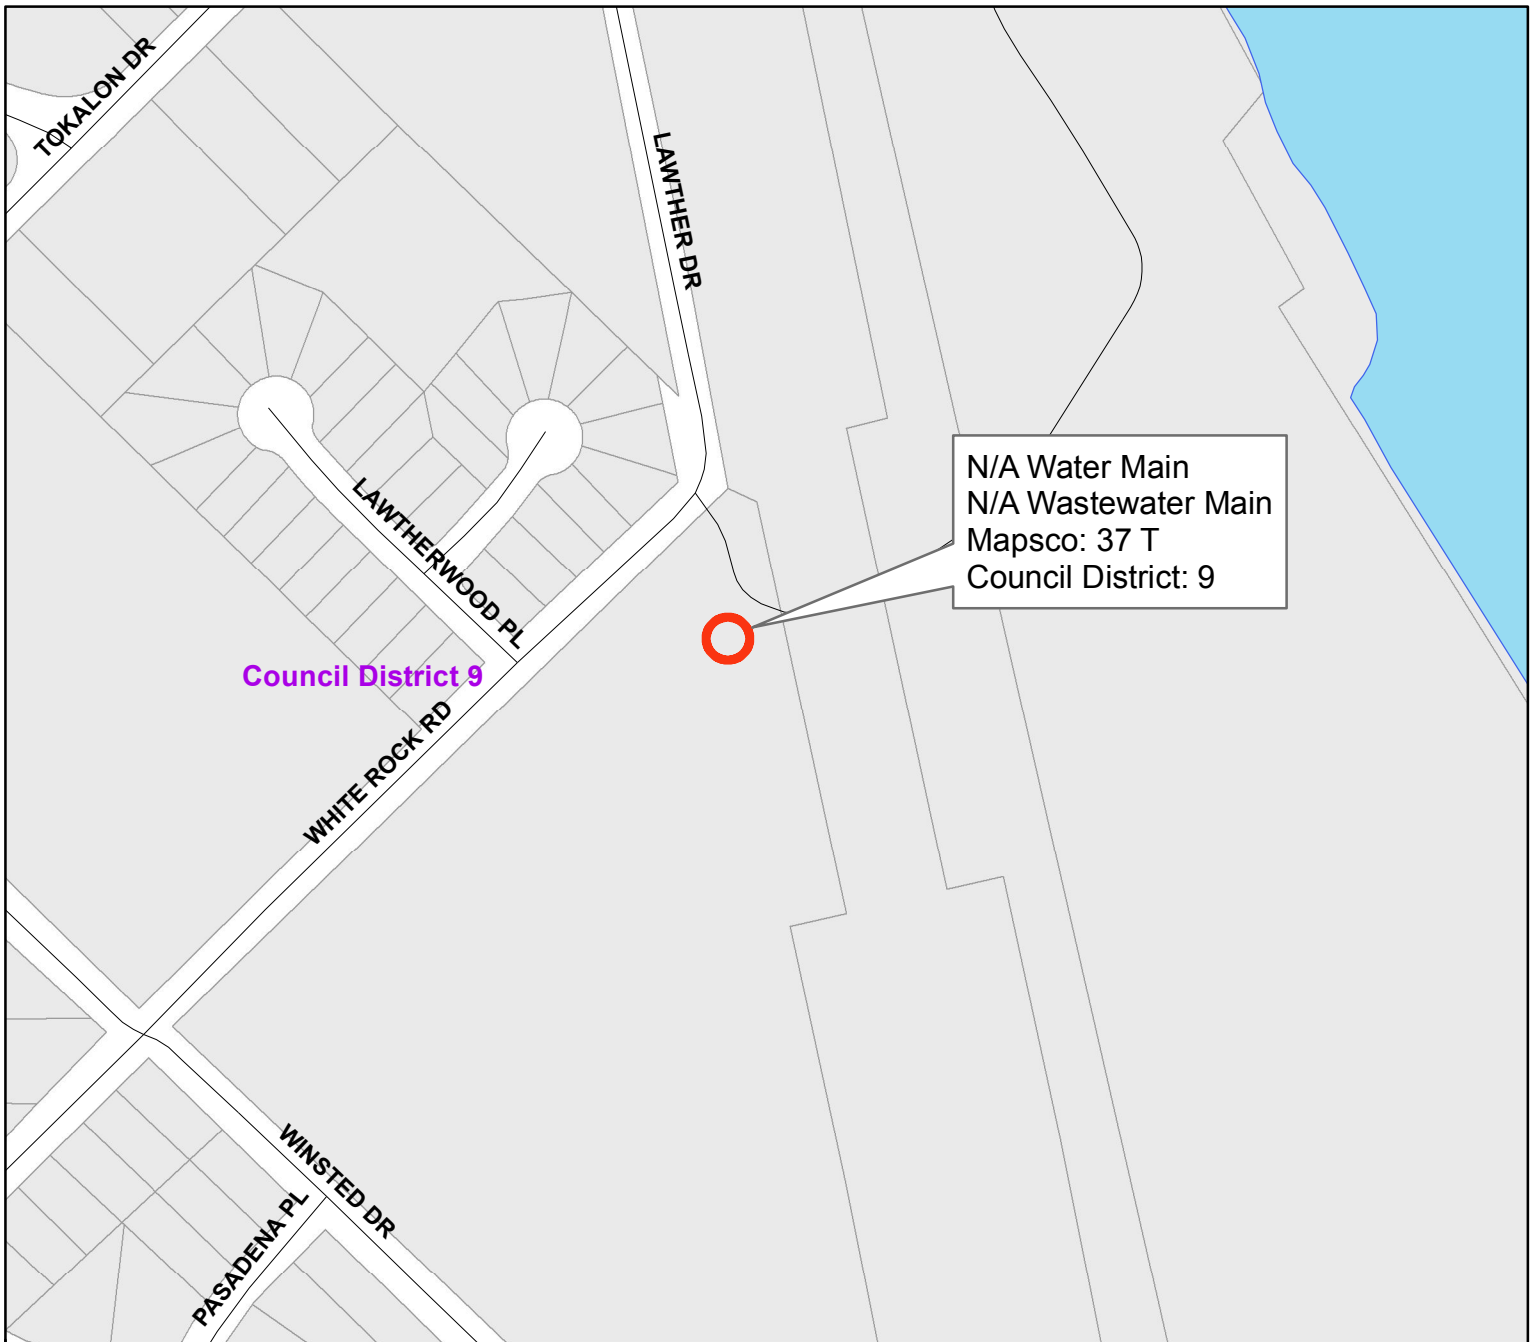 TOKALON DR
LAWTHER DR
N/A Water Main
N/A Wastewater Main
Mapsco: 37 T
Council District: 9
LAWTHERWOOD PL
Council District 9
WHITE ROCK RD
WINSTED DR
PASADENA PL